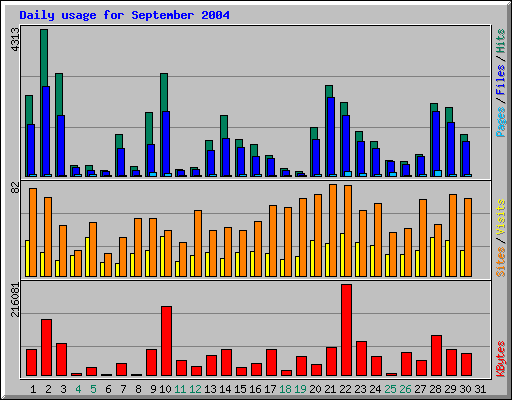 Daily usage for September 2004
4313
Pages / Files / Hits
82
Sites / Visits
216081
KBytes
1 2 3 4 5 6 7 8 9 10 11 12 13 14 15 16 17 18 19 20 21 22 23 24 25 26 27 28 29 30 31